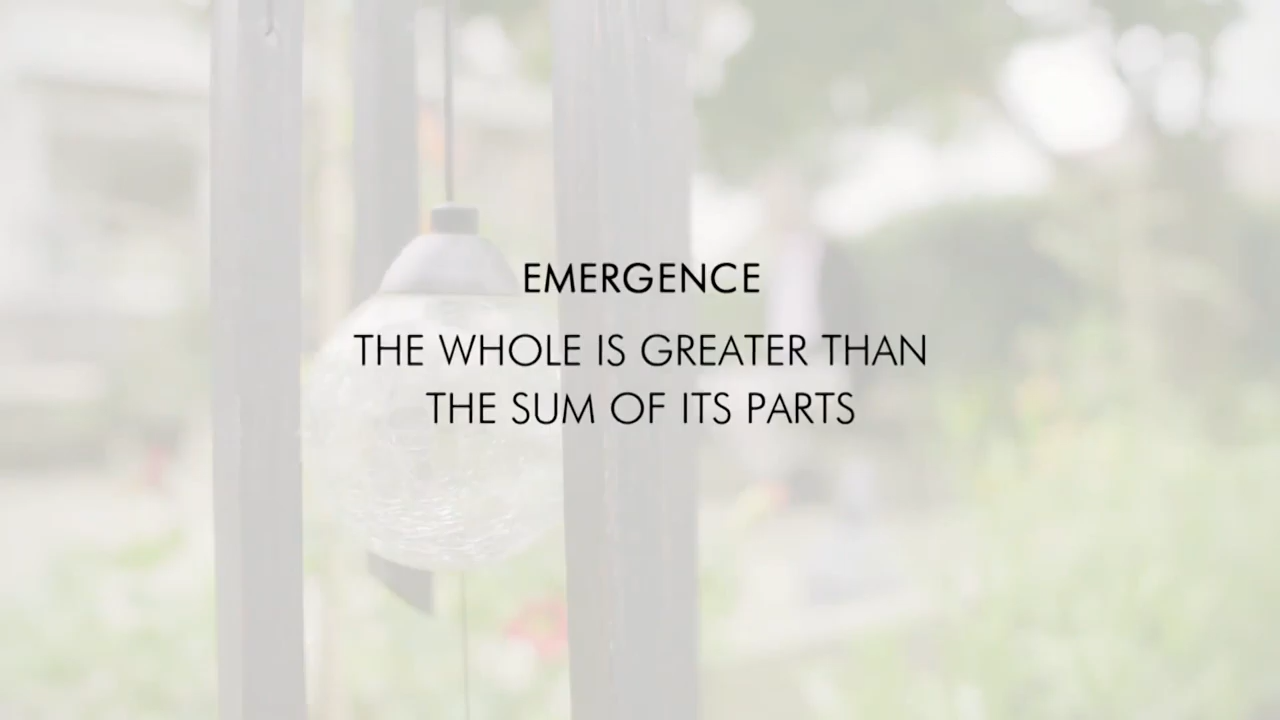 EMERGENCE
THE WHOLE IS GREATER THAN
THE SUM OF ITS PARTS